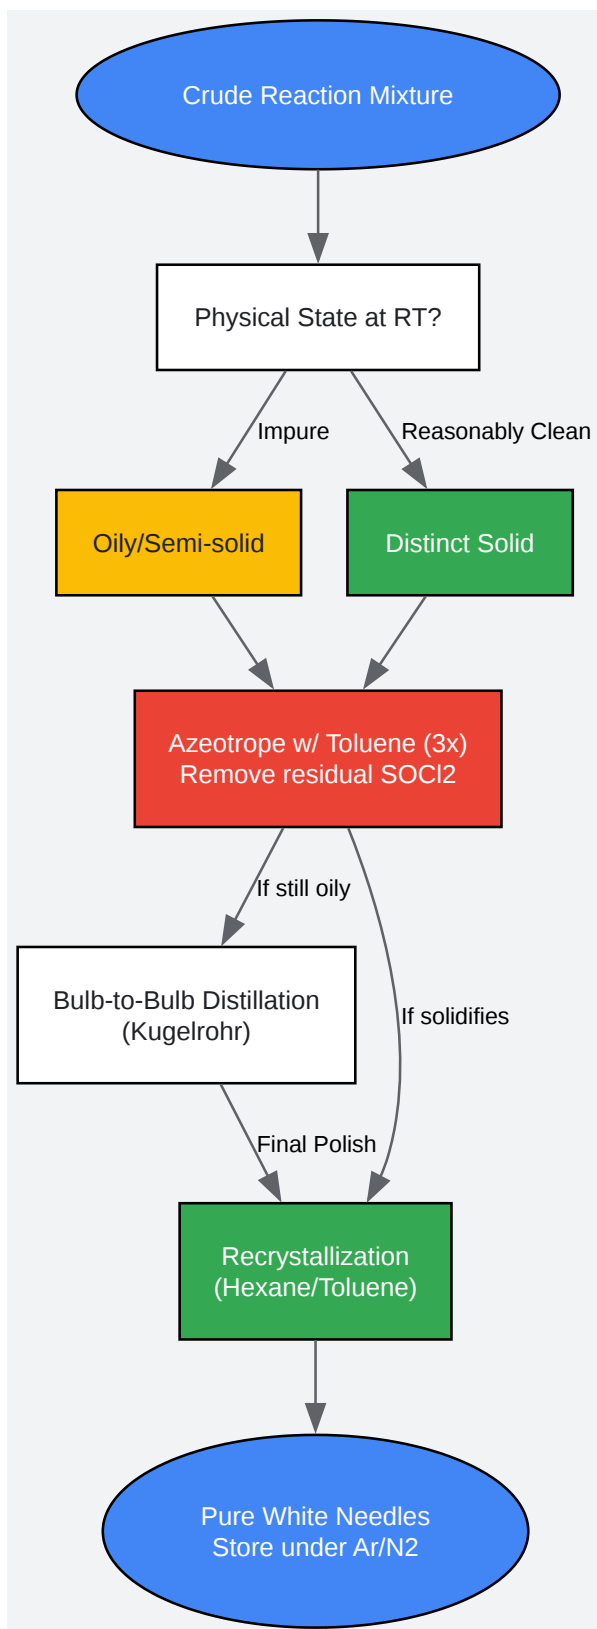 Crude Reaction Mixture
Physical State at RT?
Impure
Reasonably Clean
Oily/Semi-solid
Distinct Solid
Azeotrope w/ Toluene (3x)
Remove residual SOCl2
If still oily
Bulb-to-Bulb Distillation
(Kugelrohr)
If solidifies
Final Polish
Recrystallization
(Hexane/Toluene)
Pure White Needles
Store under Ar/N2